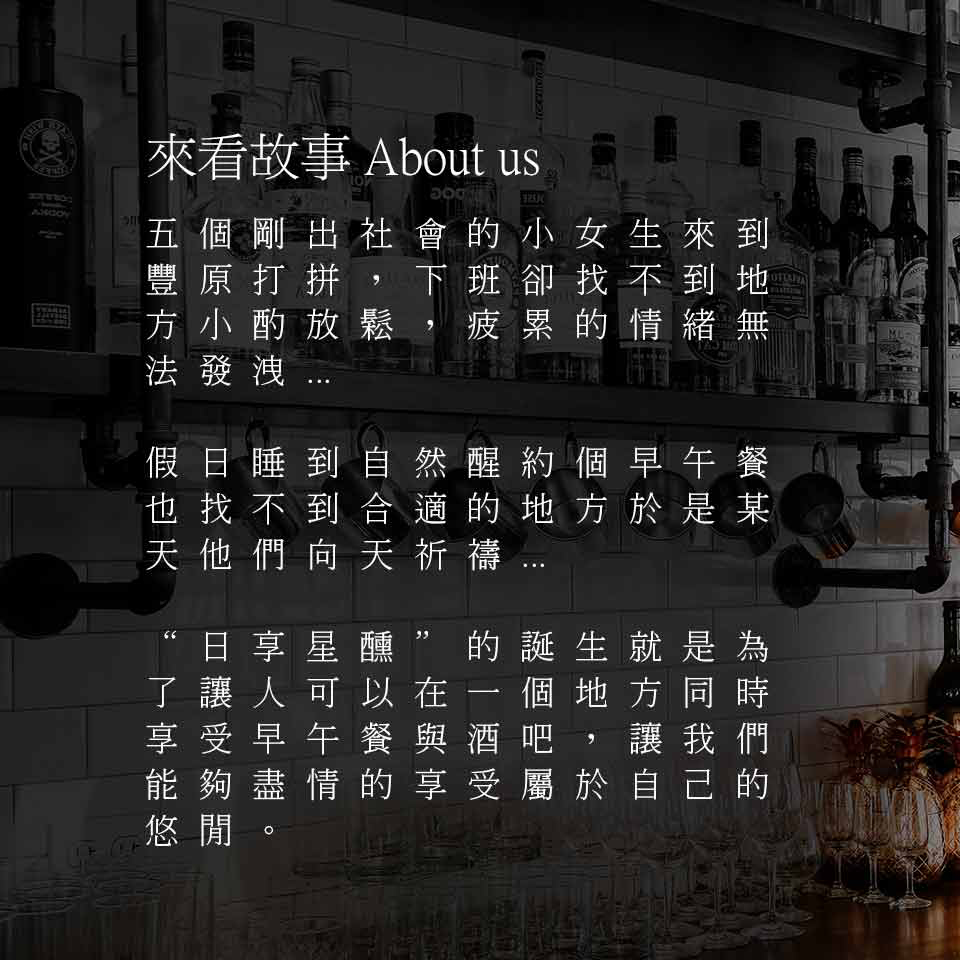 來看故事 About us
五個剛出社會的小女生來到
豐原打拼，下班卻找不到地
方小酌放鬆，疲累的情緒無
法發洩...
假日睡到自然醒約個早午餐
也找不到合適的地方於是某
天他們向天祈禱...
“日享星醺”的誕生就是為
了讓人可以在一個地方同時
享受早午餐與酒吧，讓我們
能夠盡情的享受屬於自己的
悠閒。